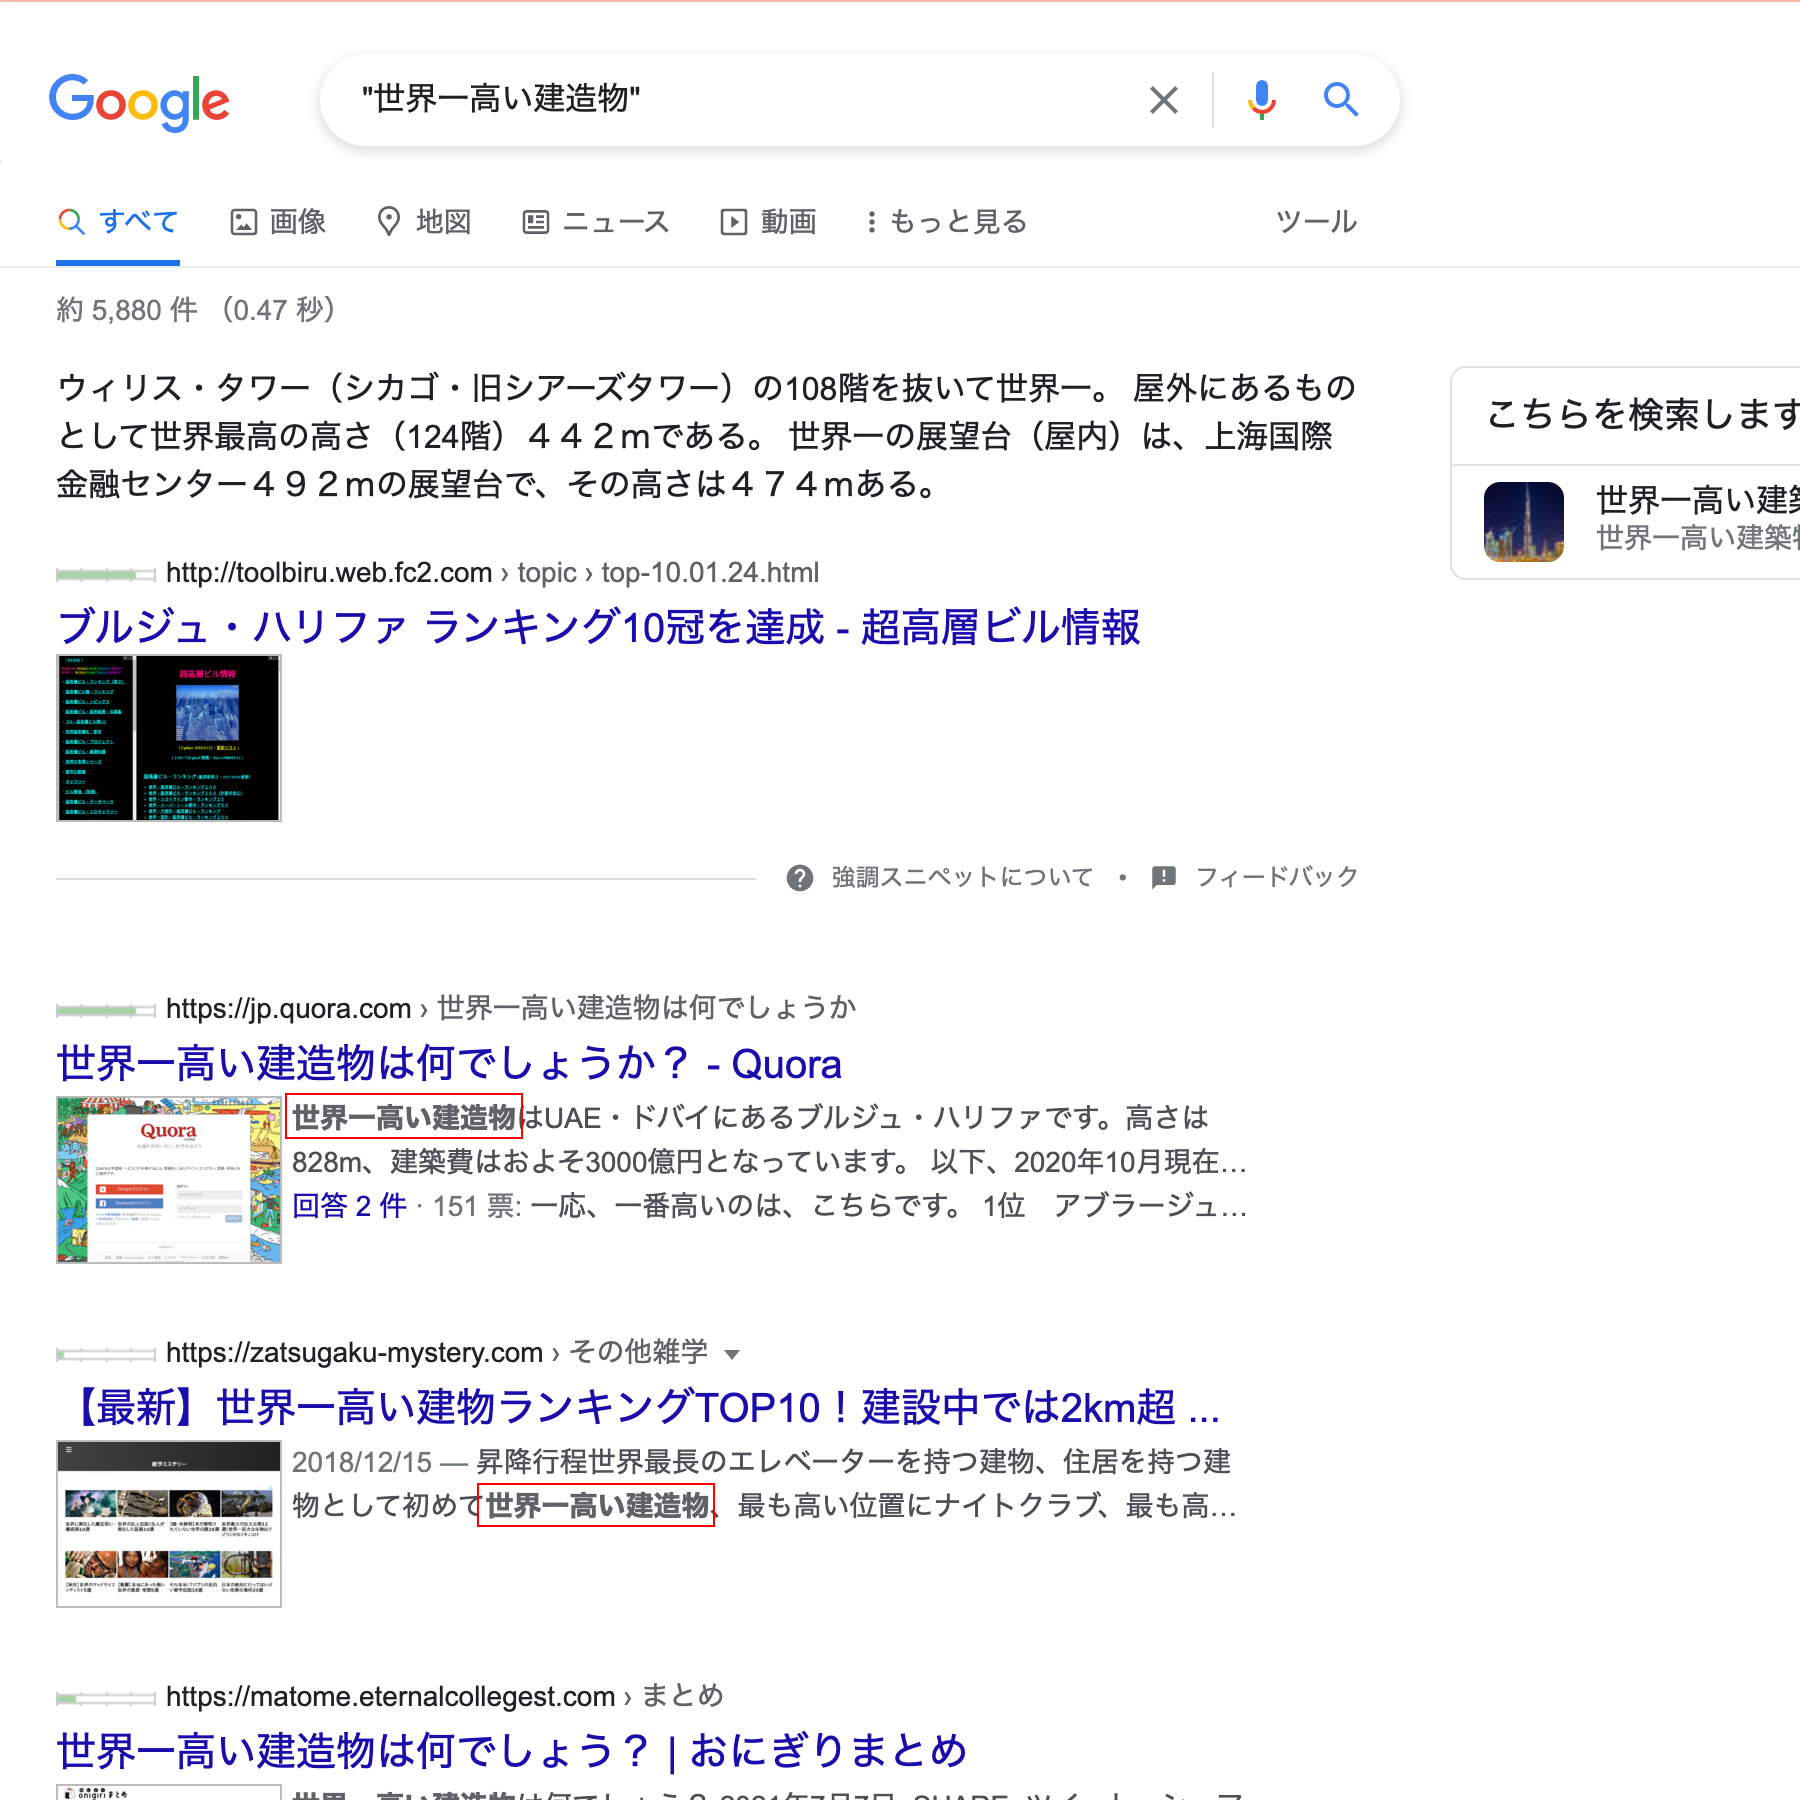 Google
"世界一高い建造物"
すべて 画像 地図 ニュース 動画 もっと見る ツール
約 5,880 件 （0.47 秒）
ウィリス・タワー（シカゴ・旧シアーズタワー）の108階を抜いて世界一。 屋外にあるもの
として世界最高の高さ（124階）４４２ｍである。 世界一の展望台（屋内）は、上海国際
金融センター４９２ｍの展望台で、その高さは４７４ｍある。
こちらを検索します
世界一高い建築
世界一高い建築物
http://toolbiru.web.fc2.com › topic › top-10.01.24.html
ブルジュ・ハリファ ランキング10冠を達成 - 超高層ビル情報
超高層ビル情報
強調スニペットについて • フィードバック
https://jp.quora.com › 世界一高い建造物は何でしょうか
世界一高い建造物は何でしょうか？ - Quora
Quora
世界一高い建造物はUAE・ドバイにあるブルジュ・ハリファです。高さは
828m、建築費はおよそ3000億円となっています。 以下、2020年10月現在...
回答 2 件 · 151 票: 一応、一番高いのは、こちらです。 1位　アブラージュ...
https://zatsugaku-mystery.com › その他雑学
【最新】世界一高い建物ランキングTOP10！建設中では2km超 ...
雑学ミステリー
2018/12/15 — 昇降行程世界最長のエレベーターを持つ建物、住居を持つ建
物として初めて世界一高い建造物、最も高い位置にナイトクラブ、最も高...
https://matome.eternalcollegest.com › まとめ
世界一高い建造物は何でしょう？ | おにぎりまとめ
onigiri まとめ